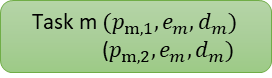 Task m (p_{m,1}, e_m, d_m)
(p_{m,2}, e_m, d_m)